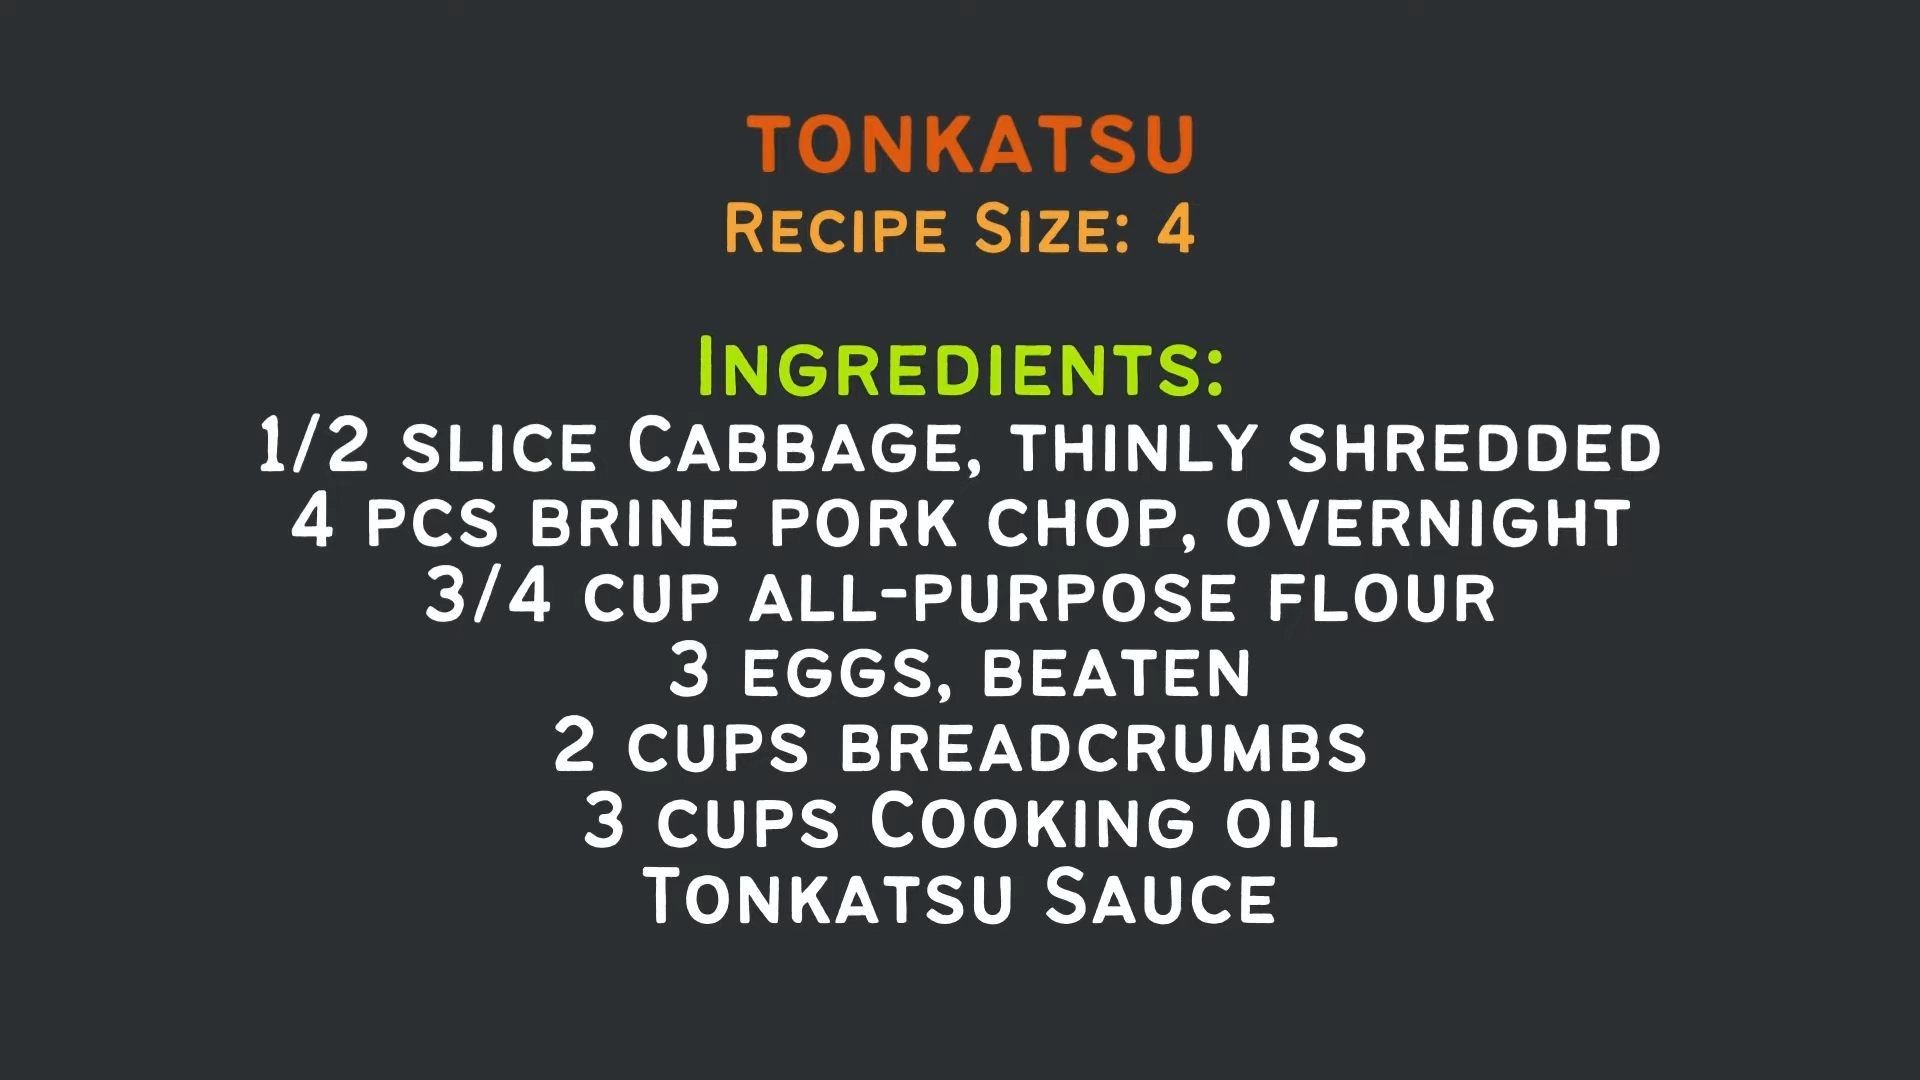 TONKATSU
RECIPE SIZE: 4
INGREDIENTS:
1/2 SLICE CABBAGE, THINLY SHREDDED
4 PCS BRINE PORK CHOP, OVERNIGHT
3/4 CUP ALL-PURPOSE FLOUR
3 EGGS, BEATEN
2 CUPS BREADCRUMBS
3 CUPS COOKING OIL
TONKATSU SAUCE